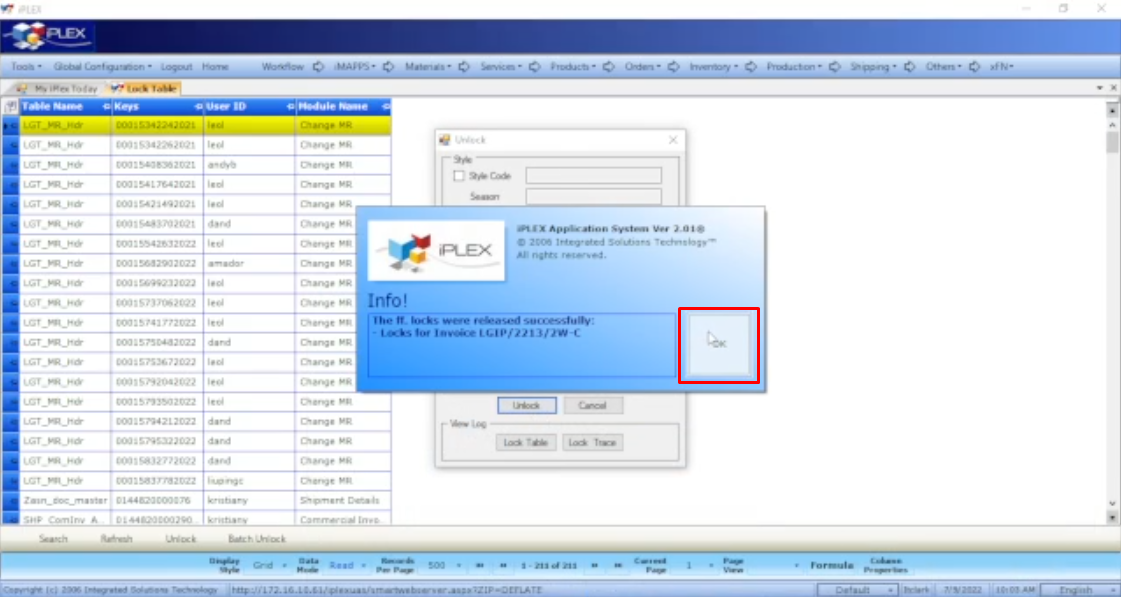 iPLEX
iPLEX
Tools Global Configuration Logout Home Workflow iMAPPS Materials Services Products Orders Inventory Production Shipping Others xFN
My iPlex Today Lock Table
Table Name Keys User ID Module Name
LGT_MR_Hdr 00015342242021 leol Change MR
LGT_MR_Hdr 00015342262021 leol Change MR
LGT_MR_Hdr 00015408362021 andyb Change MR
LGT_MR_Hdr 00015417642021 leol Change MR
LGT_MR_Hdr 00015421492021 leol Change MR
LGT_MR_Hdr 00015483702021 dand Change MR
LGT_MR_Hdr 00015542632022 leol Change MR
LGT_MR_Hdr 00015682902022 amador Change MR
LGT_MR_Hdr 00015699232022 leol Change MR
LGT_MR_Hdr 00015737062022 leol Change MR
LGT_MR_Hdr 00015741772022 leol Change MR
LGT_MR_Hdr 00015750482022 dand Change MR
LGT_MR_Hdr 00015753672022 leol Change MR
LGT_MR_Hdr 00015792042022 leol Change MR
LGT_MR_Hdr 00015793502022 leol Change MR
LGT_MR_Hdr 00015794212022 dand Change MR
LGT_MR_Hdr 00015795322022 dand Change MR
LGT_MR_Hdr 00015832772022 dand Change MR
LGT_MR_Hdr 00015837782022 liupingc Change MR
Zasn_doc_master 0144820000076 kristiany Shipment Details
SHP_ComInv_A... 01448200000290... kristiany Commercial Invo...
Unlock
Style
Style Code
Season
iPLEX
iPLEX Application System Ver 2.01®
© 2006 Integrated Solutions Technology™
All rights reserved.
Info!
The ff. locks were released successfully:
- Locks for Invoice LGIP/2213/2W-C
OK
Unlock Cancel
View Log
Lock Table Lock Trace
Search Refresh Unlock Batch Unlock
Display Style Grid Data Mode Read Records Per Page 500 1 - 211 of 211 Current Page 1 Page View Formula Column Properties
Copyright (c) 2006 Integrated Solutions Technology http://172.16.10.61/iplexuas/smartwebserver.aspx?ZIP=DEFLATE Default 7/5/2022 10:03 AM English